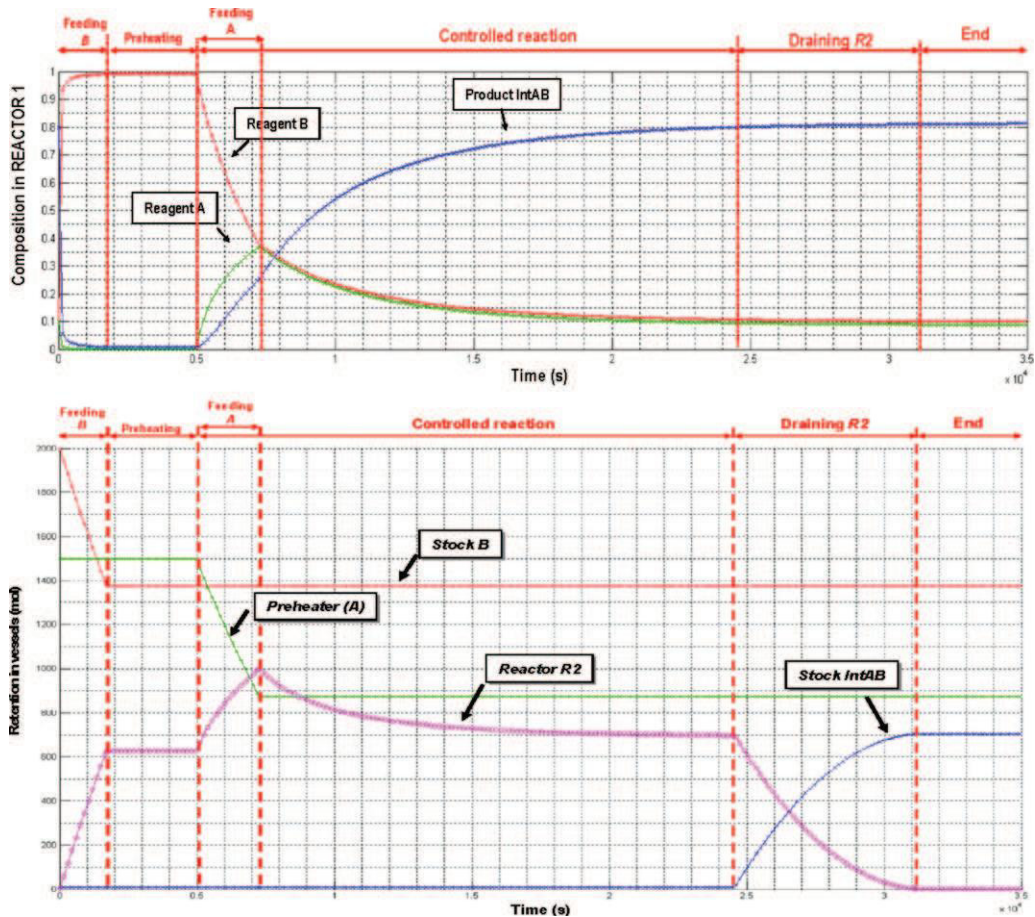 Feeding
B
Preheating
Feeding
A
Controlled reaction
Draining R2
End
Composition in REACTOR 1
1
0.9
0.8
0.7
0.6
0.5
0.4
0.3
0.2
0.1
0
Product IntAB
Reagent B
Reagent A
0 0.5 1 1.5 2 2.5 3 3.5
Time (s)
x 10⁴
Feeding
B
Preheating
Feeding
A
Controlled reaction
Draining R2
End
Retention in vessels (mol)
2000
1800
1600
1400
1200
1000
800
600
400
200
0
Stock B
Preheater (A)
Reactor R2
Stock IntAB
0 0.5 1 1.5 2 2.5 3 3.5
Time (s)
x 10⁴